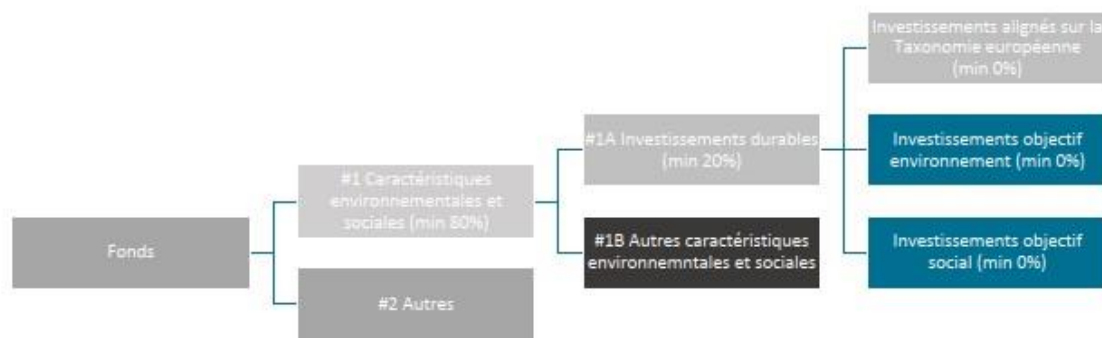 Fonds
#1 Caractéristiques
environnementales et
sociales (min 80%)
#2 Autres
#1A Investissements durables
(min 20%)
#1B Autres caractéristiques
environnemntales et sociales
Investissements alignés sur la
Taxonomie européenne
(min 0%)
Investissements objectif
environnement (min 0%)
Investissements objectif
social (min 0%)